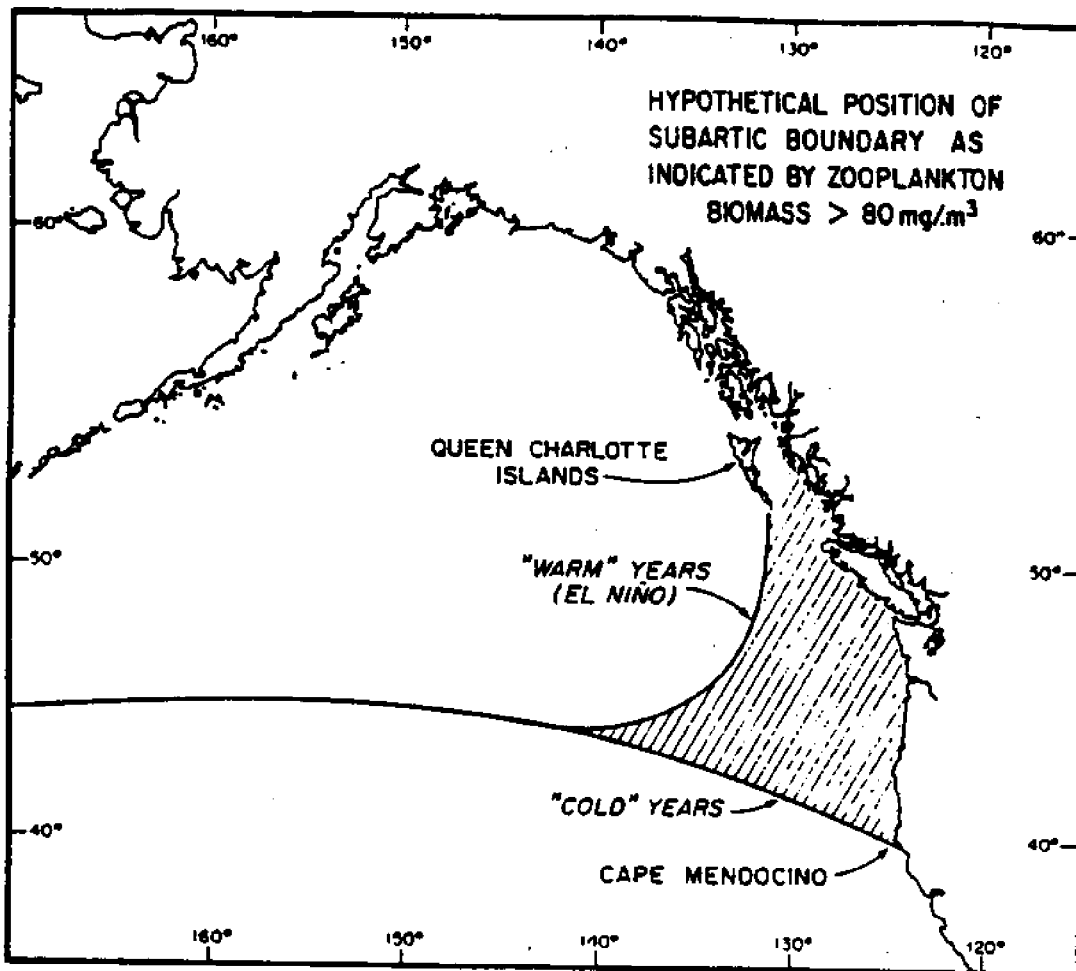 160°
150°
140°
130°
120°
HYPOTHETICAL POSITION OF
SUBARTIC BOUNDARY AS
INDICATED BY ZOOPLANKTON
BIOMASS > 80 mg/m³
60°
60°
QUEEN CHARLOTTE
ISLANDS
50°
50°
"WARM" YEARS
(EL NIÑO)
"COLD" YEARS
40°
40°
CAPE MENDOCINO
160°
150°
140°
130°
120°